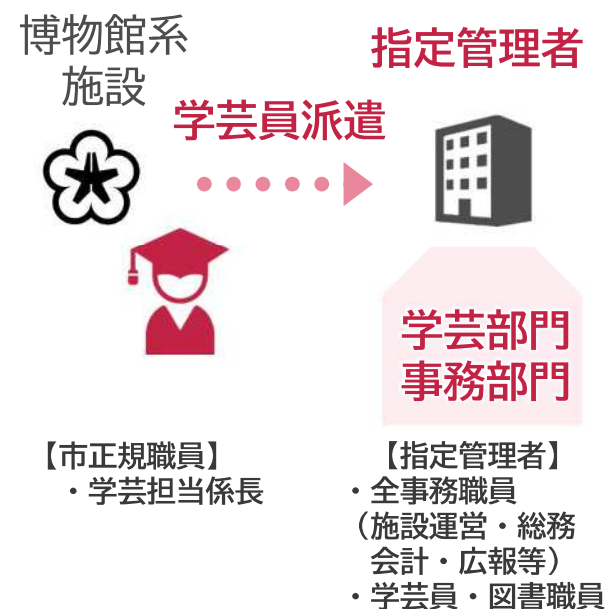 博物館系
施設
指定管理者
学芸員派遣
学芸部門
事務部門
【市正規職員】
・学芸担当係長
【指定管理者】
・全事務職員
（施設運営・総務
会計・広報等）
・学芸員・図書職員